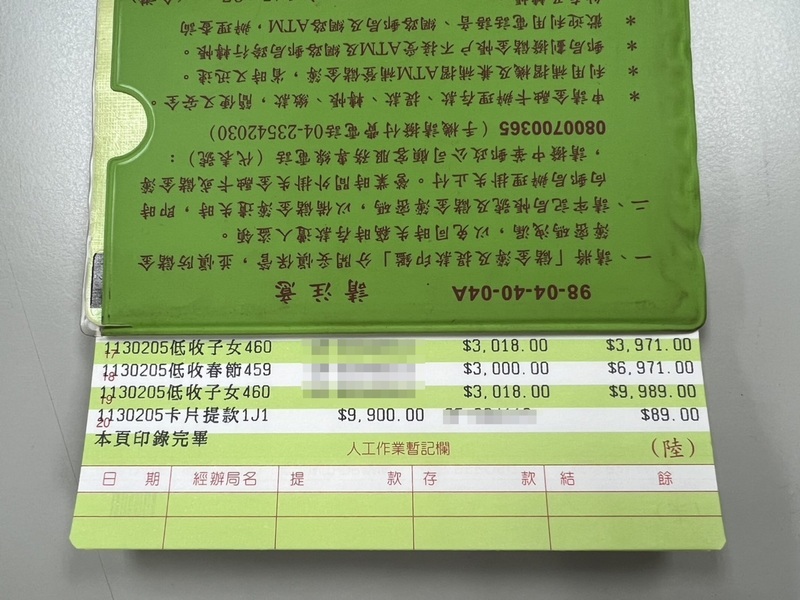 98-04-40-04A 請注意
一、請將「儲金簿及提款印鑑」分開妥慎保管，並慎防儲金
簿密碼洩漏，以免同時失竊時存款遭人盜領。
二、請牢記局帳號及儲金簿密碼，以備儲金簿遺失時，即時
向郵局辦理掛失止付。營業時間外掛失金融卡或儲金簿
，請撥中華郵政公司顧客服務專線電話（代表號）：
0800700365（手機請撥付費電話04-23542030）
* 申請金融卡辦理存款、提款、轉帳、繳款，簡便又安全。
* 利用補摺機及兼補摺ATM補登儲金簿，省時又迅速。
* 郵局劃撥儲金帳戶不接受ATM及網路郵局跨行轉帳。
* 歡迎利用電話語音、網路郵局及網路ATM，辦理查詢
17 1130205低收子女460 $3,018.00 $3,971.00
18 1130205低收春節459 $3,000.00 $6,971.00
19 1130205低收子女460 $3,018.00 $9,989.00
20 1130205卡片提款1J1 $9,900.00 $89.00
本頁印錄完畢
人工作業暫記欄 (陸)
日期 經辦局名 提款 存款 結餘